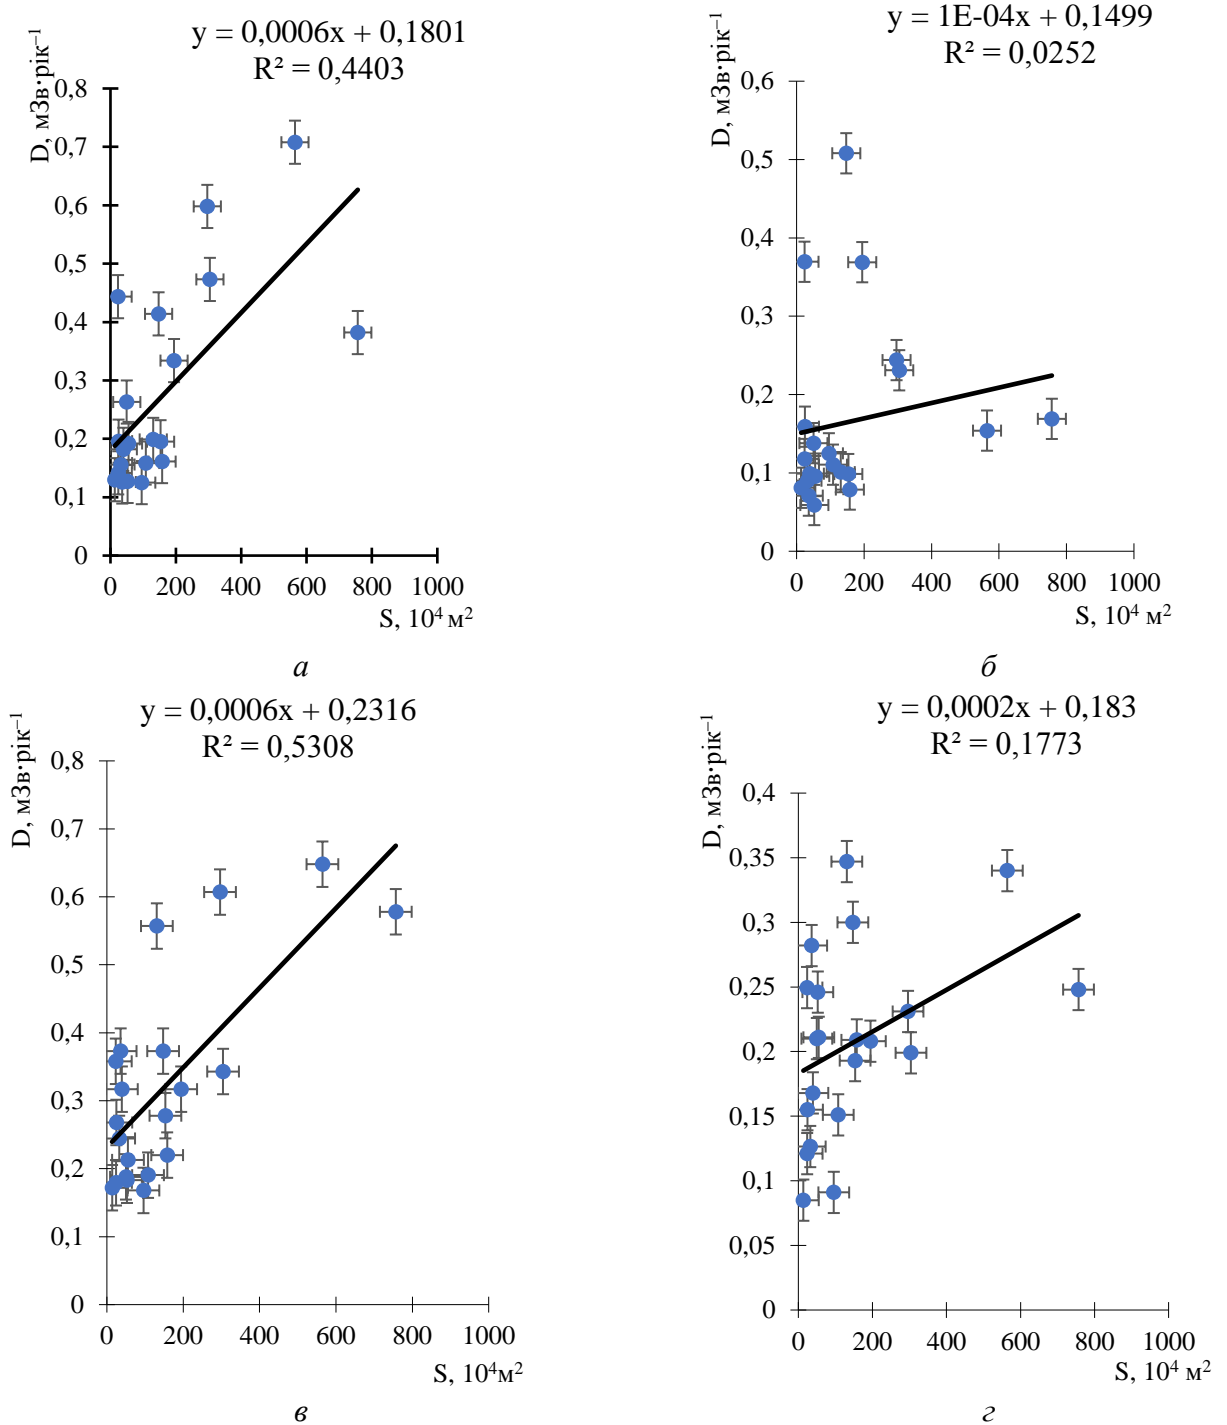 y = 0,0006x + 0,1801
R² = 0,4403
D, мЗв·рік⁻¹
0,8
0,7
0,6
0,5
0,4
0,3
0,2
0,1
0
0 200 400 600 800 1000
S, 10⁴ м²
а
y = 1E-04x + 0,1499
R² = 0,0252
D, мЗв·рік⁻¹
0,6
0,5
0,4
0,3
0,2
0,1
0
0 200 400 600 800 1000
S, 10⁴ м²
б
y = 0,0006x + 0,2316
R² = 0,5308
D, мЗв·рік⁻¹
0,8
0,7
0,6
0,5
0,4
0,3
0,2
0,1
0
0 200 400 600 800 1000
S, 10⁴м²
в
y = 0,0002x + 0,183
R² = 0,1773
D, мЗв·рік⁻¹
0,4
0,35
0,3
0,25
0,2
0,15
0,1
0,05
0
0 200 400 600 800 1000
S, 10⁴ м²
г